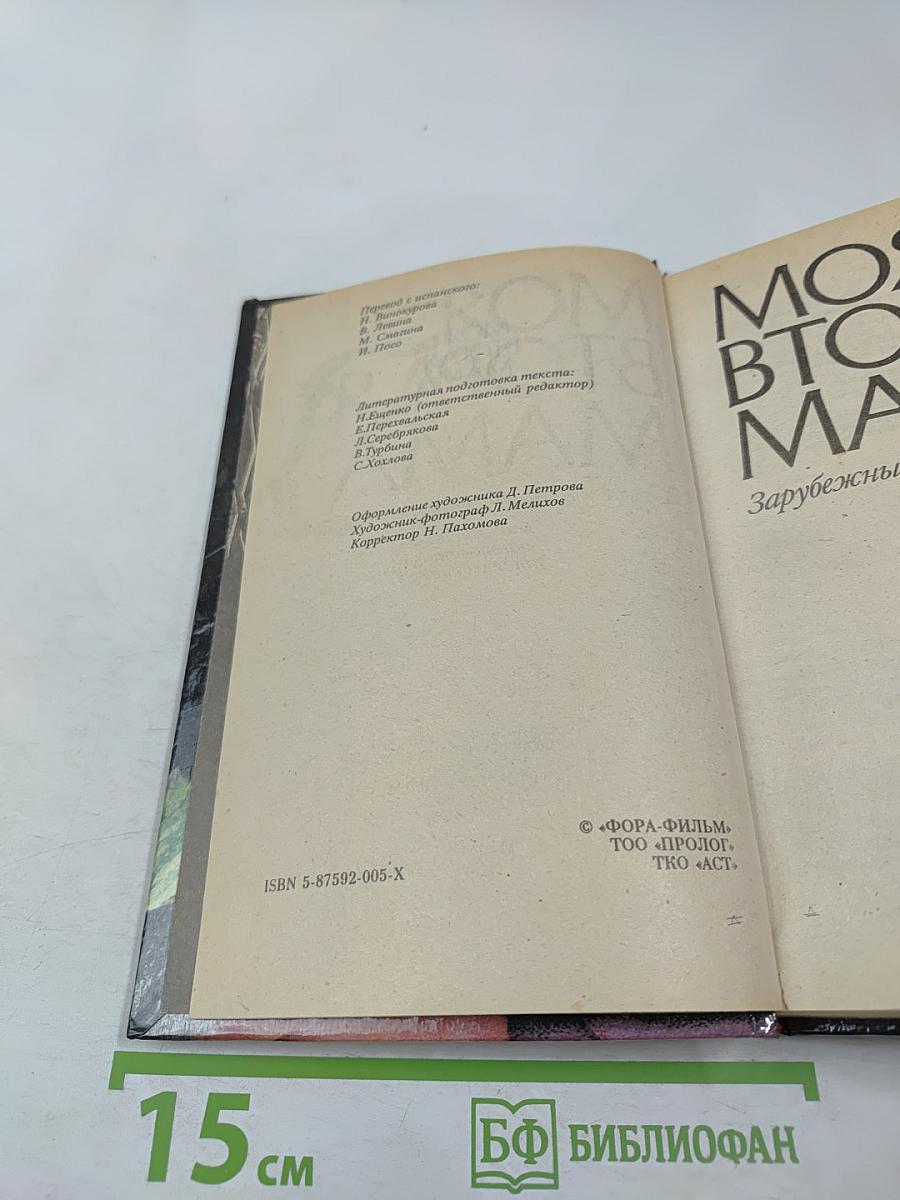 Перевод с испанского:
Н. Винокурова
В. Левина
М. Смагина
И. Посо
Литературная подготовка текста:
Н.Ещенко (ответственный редактор)
Е.Перехвальская
Л.Серебрякова
В.Турбина
С.Хохлова
Оформление художника Д. Петрова
Художник-фотограф Л. Мелихов
Корректор Н. Пахомова
© «ФОРА-ФИЛЬМ»
ТОО «ПРОЛОГ»
ТКО «АСТ»
ISBN 5-87592-005-X
МОЯ
ВТО
МА
Зарубежны
15 см
БФ БИБЛИОФАН